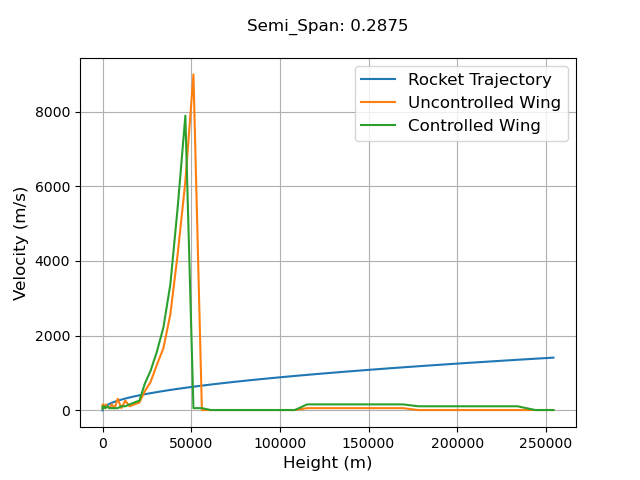 Semi_Span: 0.2875
Rocket Trajectory
Uncontrolled Wing
Controlled Wing
Velocity (m/s)
8000
6000
4000
2000
0
0
50000
100000
150000
200000
250000
Height (m)